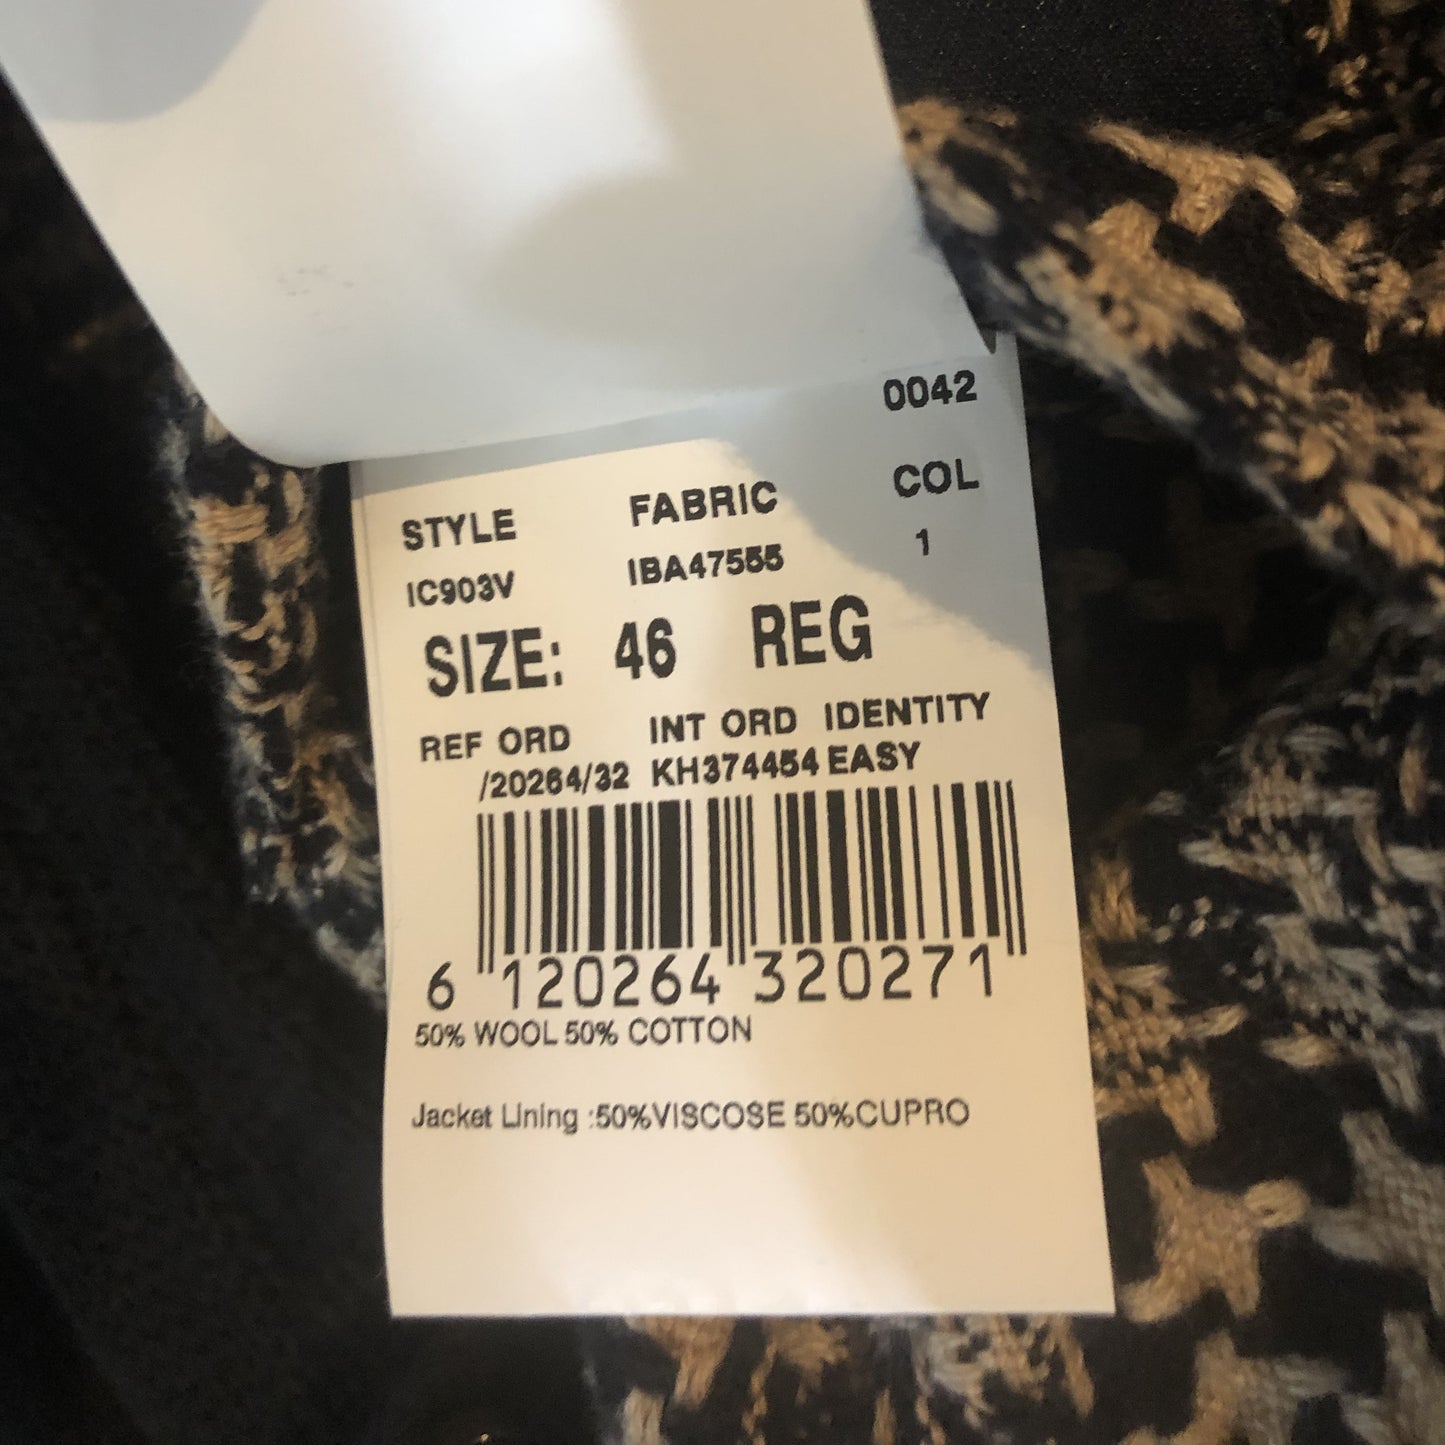 0042
STYLE FABRIC COL
IC903V IBA47555 1
SIZE: 46 REG
REF ORD INT ORD IDENTITY
/20264/32 KH374454 EASY
6 120264 320271
50% WOOL 50% COTTON
Jacket Lining :50%VISCOSE 50%CUPRO